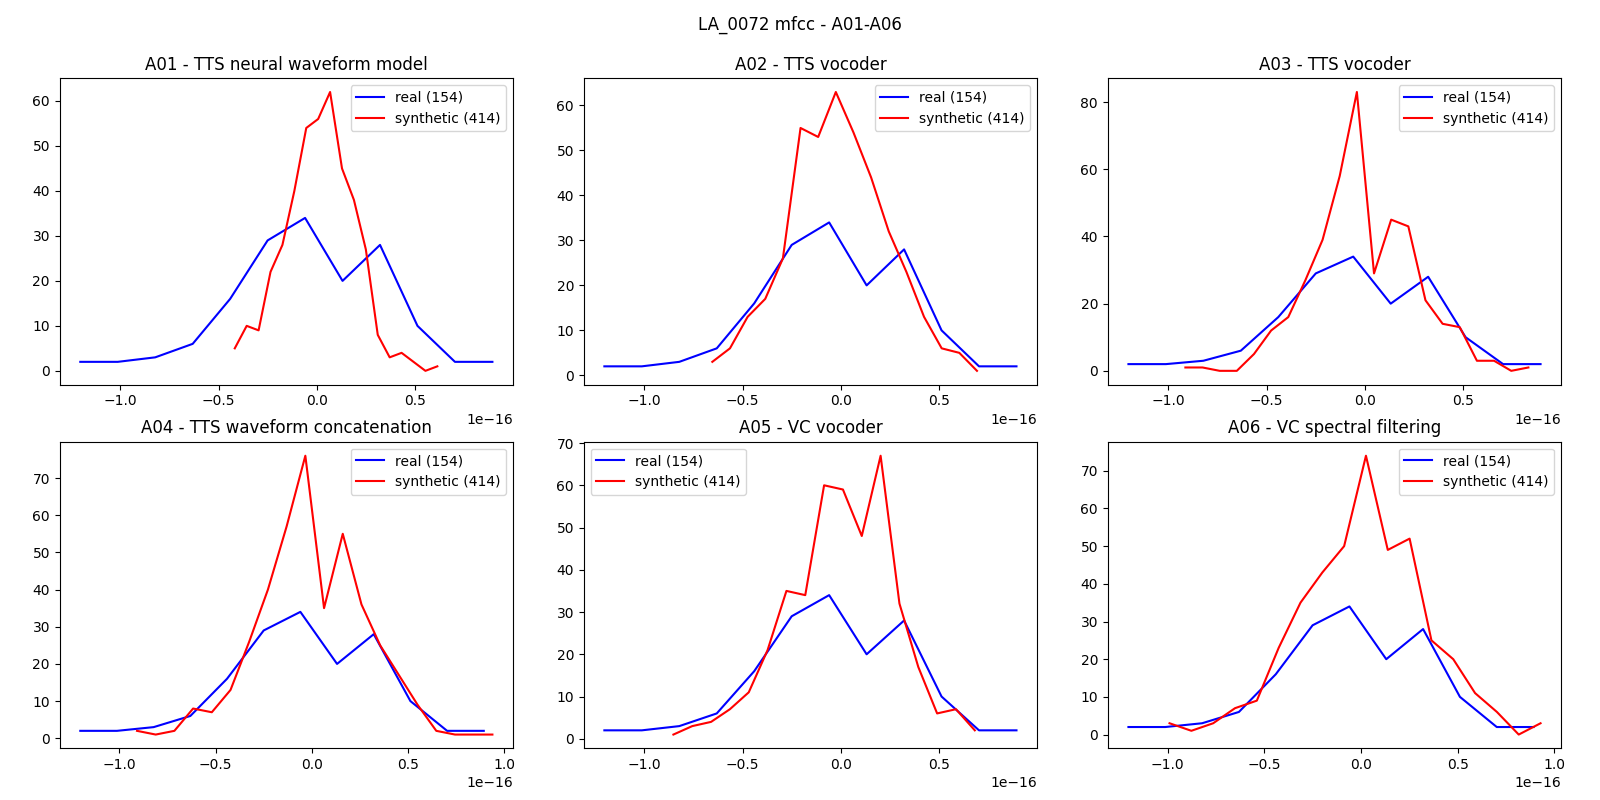 LA_0072 mfcc - A01-A06
A01 - TTS neural waveform model
60
50
40
30
20
10
0
real (154)
synthetic (414)
−1.0 −0.5 0.0 0.5
1e−16
A02 - TTS vocoder
60
50
40
30
20
10
0
real (154)
synthetic (414)
−1.0 −0.5 0.0 0.5
1e−16
A03 - TTS vocoder
80
60
40
20
0
real (154)
synthetic (414)
−1.0 −0.5 0.0 0.5
1e−16
A04 - TTS waveform concatenation
70
60
50
40
30
20
10
0
real (154)
synthetic (414)
−1.0 −0.5 0.0 0.5 1.0
1e−16
A05 - VC vocoder
70
60
50
40
30
20
10
0
real (154)
synthetic (414)
−1.0 −0.5 0.0 0.5
1e−16
A06 - VC spectral filtering
70
60
50
40
30
20
10
0
real (154)
synthetic (414)
−1.0 −0.5 0.0 0.5 1.0
1e−16